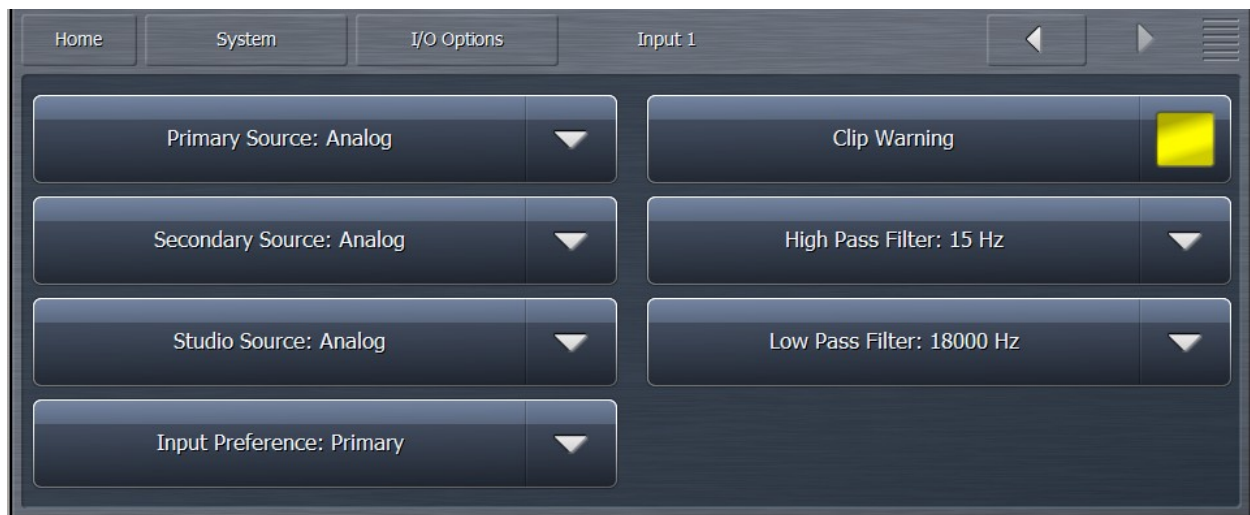 Home
System
I/O Options
Input 1
Primary Source: Analog
Clip Warning
Secondary Source: Analog
High Pass Filter: 15 Hz
Studio Source: Analog
Low Pass Filter: 18000 Hz
Input Preference: Primary